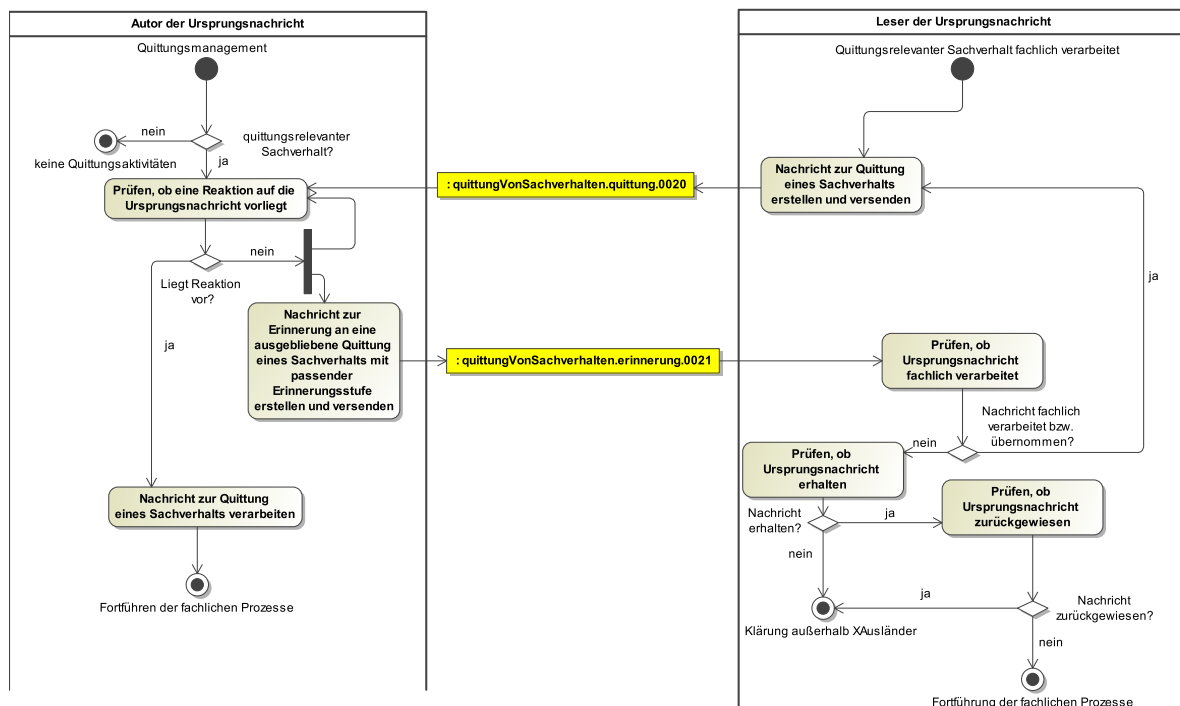 Autor der Ursprungsnachricht
Quittungsmanagement
nein
quittungsrelevanter
Sachverhalt?
keine Quittungsaktivitäten
ja
Prüfen, ob eine Reaktion auf die
Ursprungsnachricht vorliegt
nein
Liegt Reaktion
vor?
ja
Nachricht zur
Erinnerung an eine
ausgebliebene Quittung
eines Sachverhalts mit
passender
Erinnerungsstufe
erstellen und versenden
Nachricht zur Quittung
eines Sachverhalts verarbeiten
Fortführen der fachlichen Prozesse
: quittungVonSachverhalten.quittung.0020
: quittungVonSachverhalten.erinnerung.0021
Leser der Ursprungsnachricht
Quittungsrelevanter Sachverhalt fachlich verarbeitet
Nachricht zur Quittung
eines Sachverhalts
erstellen und versenden
ja
Prüfen, ob
Ursprungsnachricht
fachlich verarbeitet
Nachricht fachlich
verarbeitet bzw.
übernommen?
nein
Prüfen, ob
Ursprungsnachricht
erhalten
Nachricht
erhalten?
ja
Prüfen, ob
Ursprungsnachricht
zurückgewiesen
nein
ja
Nachricht
zurückgewiesen?
Klärung außerhalb XAusländer
nein
Fortführung der fachlichen Prozesse